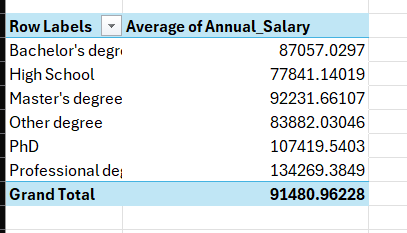 Row Labels Average of Annual_Salary
Bachelor's degr 87057.0297
High School 77841.14019
Master's degree 92231.66107
Other degree 83882.03046
PhD 107419.5403
Professional deg 134269.3849
Grand Total 91480.96228